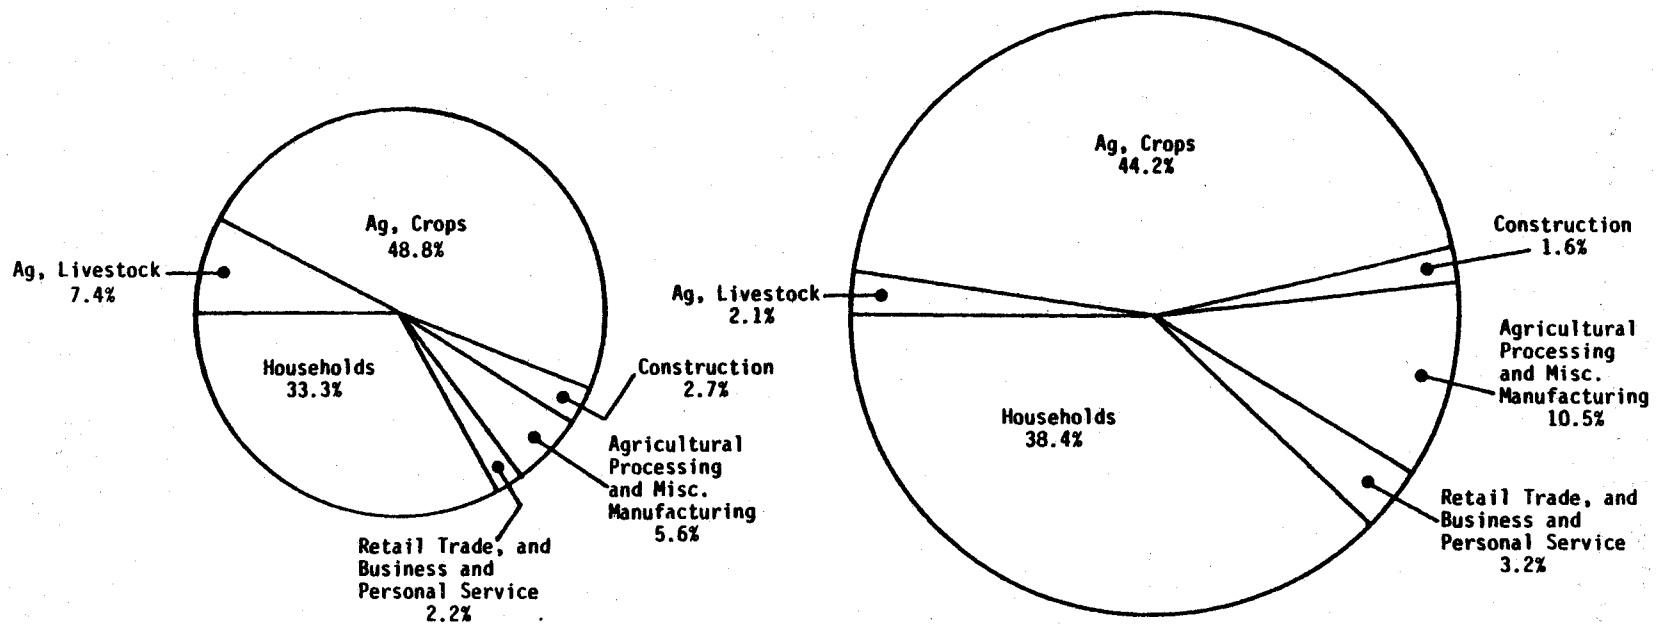 Ag, Crops
48.8%
Ag, Livestock
7.4%
Households
33.3%
Construction
2.7%
Agricultural
Processing
and Misc.
Manufacturing
5.6%
Retail Trade, and
Business and
Personal Service
2.2%
Ag, Crops
44.2%
Construction
1.6%
Ag, Livestock
2.1%
Agricultural
Processing
and Misc.
Manufacturing
10.5%
Households
38.4%
Retail Trade, and
Business and
Personal Service
3.2%